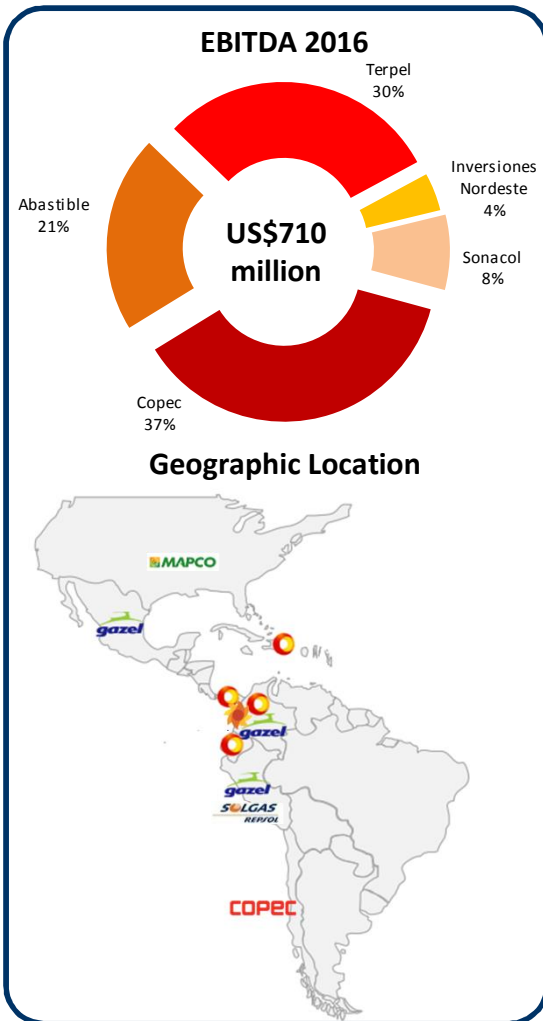 EBITDA 2016
Terpel
30%
Inversiones
Nordeste
4%
Abastible
21%
US$710
million
Sonacol
8%
Copec
37%
Geographic Location
MAPCO
gazel
gazel
gazel
SOLGAS
REPSOL
COPEC